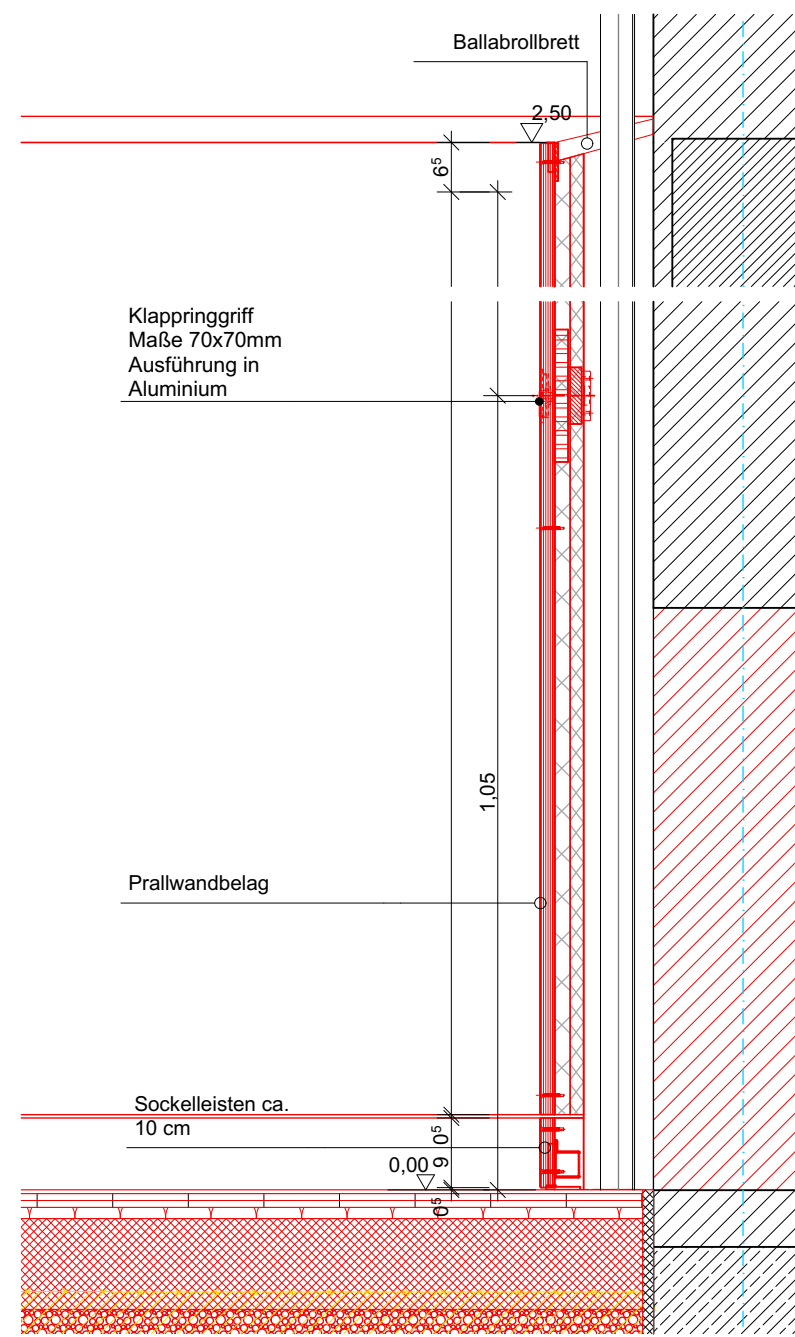 Ballabrollbrett
2,50
6⁵
Klappringgriff
Maße 70x70mm
Ausführung in
Aluminium
1,05
Prallwandbelag
Sockelleisten ca.
10 cm
0⁵
9
0,00
0⁵